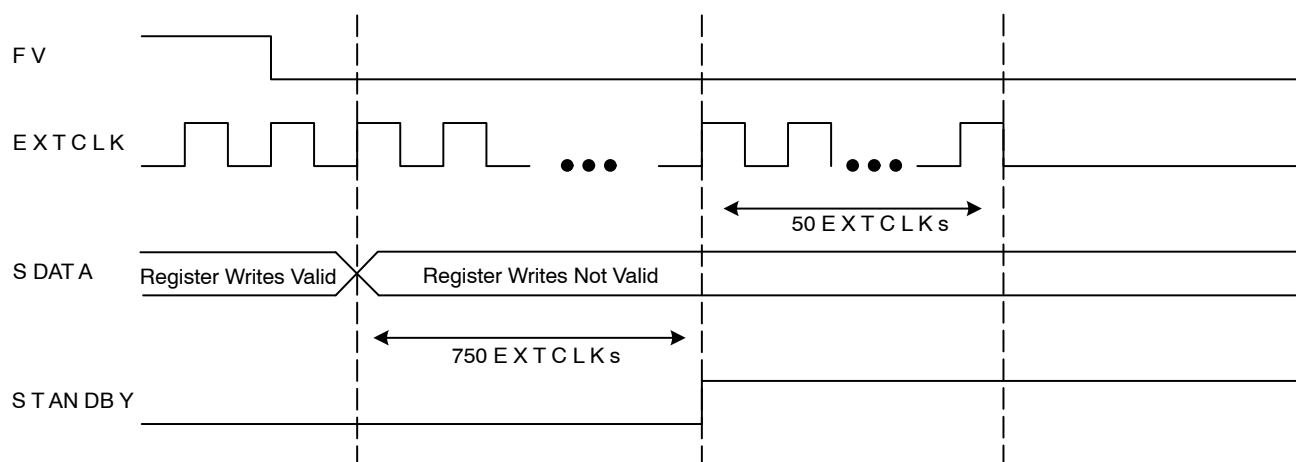 FV
EXTCLK
50 EXTCLKs
SDATA
Register Writes Valid
Register Writes Not Valid
750 EXTCLKs
STANDBY